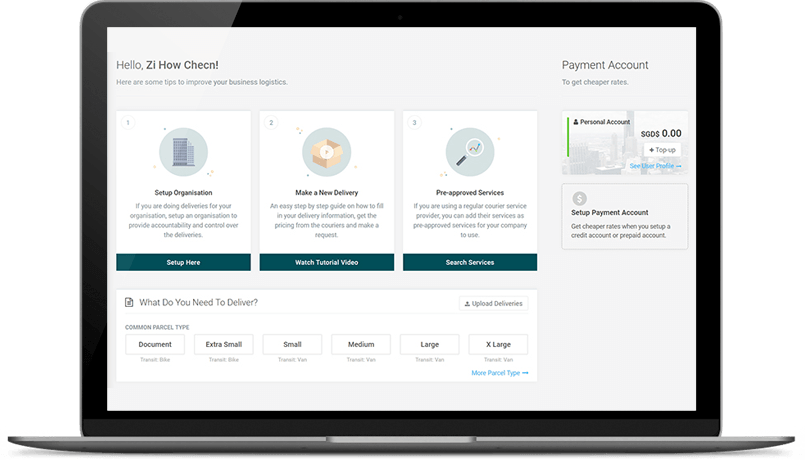 Hello, Zi How Checn!
Here are some tips to improve your business logistics.
1
Setup Organisation
If you are doing deliveries for your
organisation, setup an organisation to
provide accountability and control over
the deliveries.
Setup Here
2
Make a New Delivery
An easy step by step guide on how to fill
in your delivery information, get the
pricing from the couriers and make a
request.
Watch Tutorial Video
3
Pre-approved Services
If you are using a regular courier service
provider, you can add their services as
pre-approved services for your company
to use.
Search Services
What Do You Need To Deliver?
Upload Deliveries
COMMON PARCEL TYPE
Document
Transit: Bike
Extra Small
Transit: Bike
Small
Transit: Van
Medium
Transit: Van
Large
Transit: Van
X Large
Transit: Van
More Parcel Type
Payment Account
To get cheaper rates.
Personal Account
SGD$ 0.00
+ Top-up
See User Profile
$
Setup Payment Account
Get cheaper rates when you setup a
credit account or prepaid account.